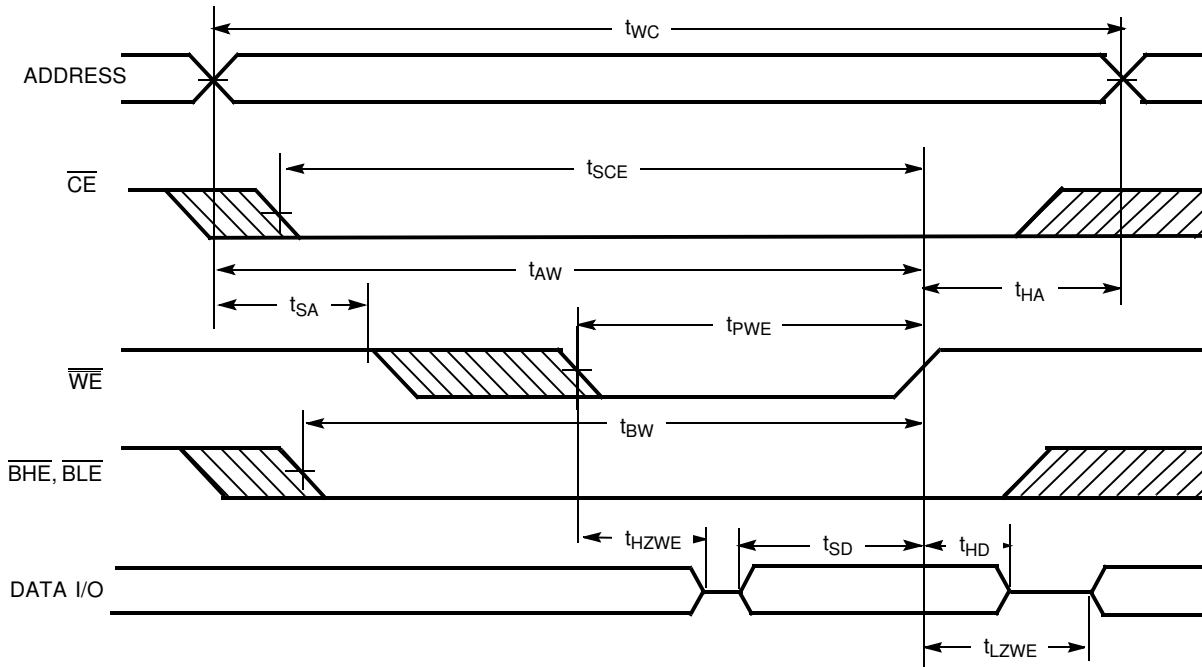 tWC
ADDRESS
tSCE
CE
tAW
tSA
tHA
tPWE
WE
tBW
BHE, BLE
tHZWE
tSD
tHD
DATA I/O
tLZWE